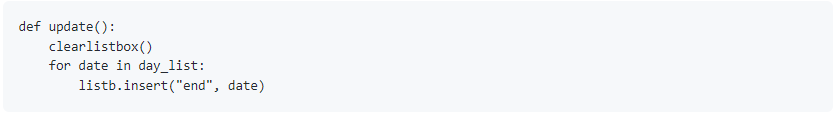 def update():
    clearlistbox()
    for date in day_list:
        listb.insert("end", date)